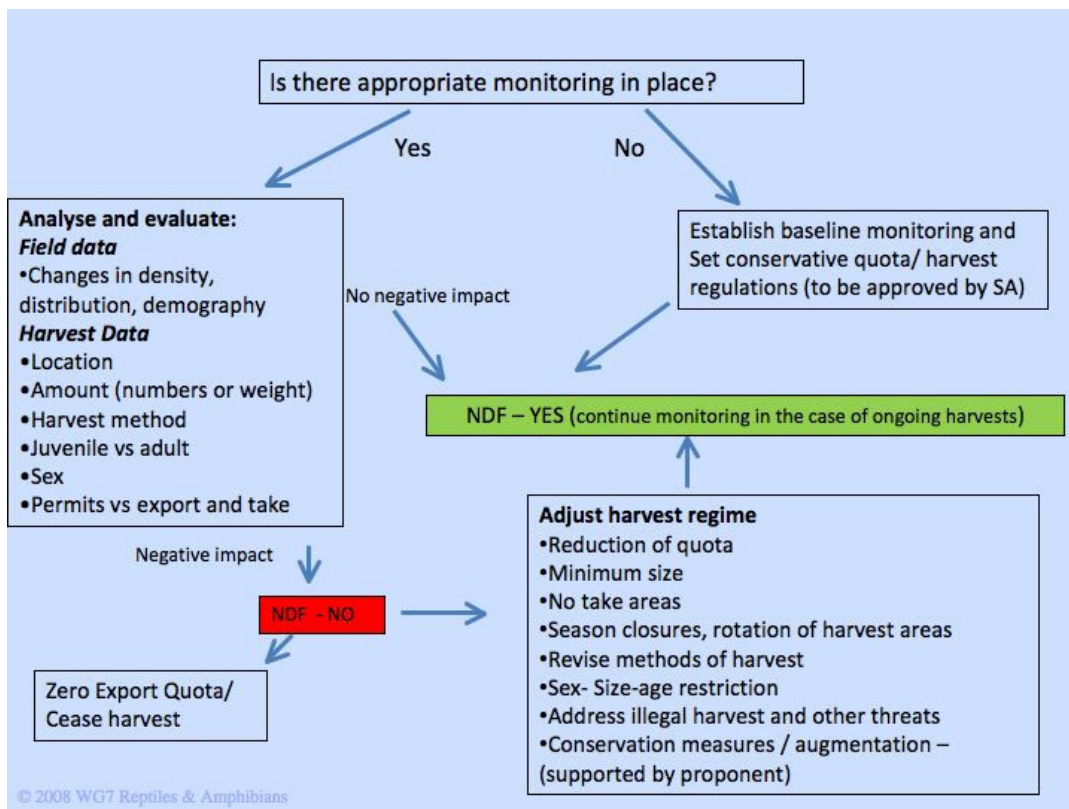 Is there appropriate monitoring in place?
Yes
No
Analyse and evaluate:
Field data
•Changes in density,
distribution, demography
Harvest Data
•Location
•Amount (numbers or weight)
•Harvest method
•Juvenile vs adult
•Sex
•Permits vs export and take
Establish baseline monitoring and
Set conservative quota/ harvest
regulations (to be approved by SA)
No negative impact
NDF – YES (continue monitoring in the case of ongoing harvests)
Negative impact
NDF - NO
Zero Export Quota/
Cease harvest
Adjust harvest regime
•Reduction of quota
•Minimum size
•No take areas
•Season closures, rotation of harvest areas
•Revise methods of harvest
•Sex- Size-age restriction
•Address illegal harvest and other threats
•Conservation measures / augmentation –
(supported by proponent)
© 2008 WG7 Reptiles & Amphibians